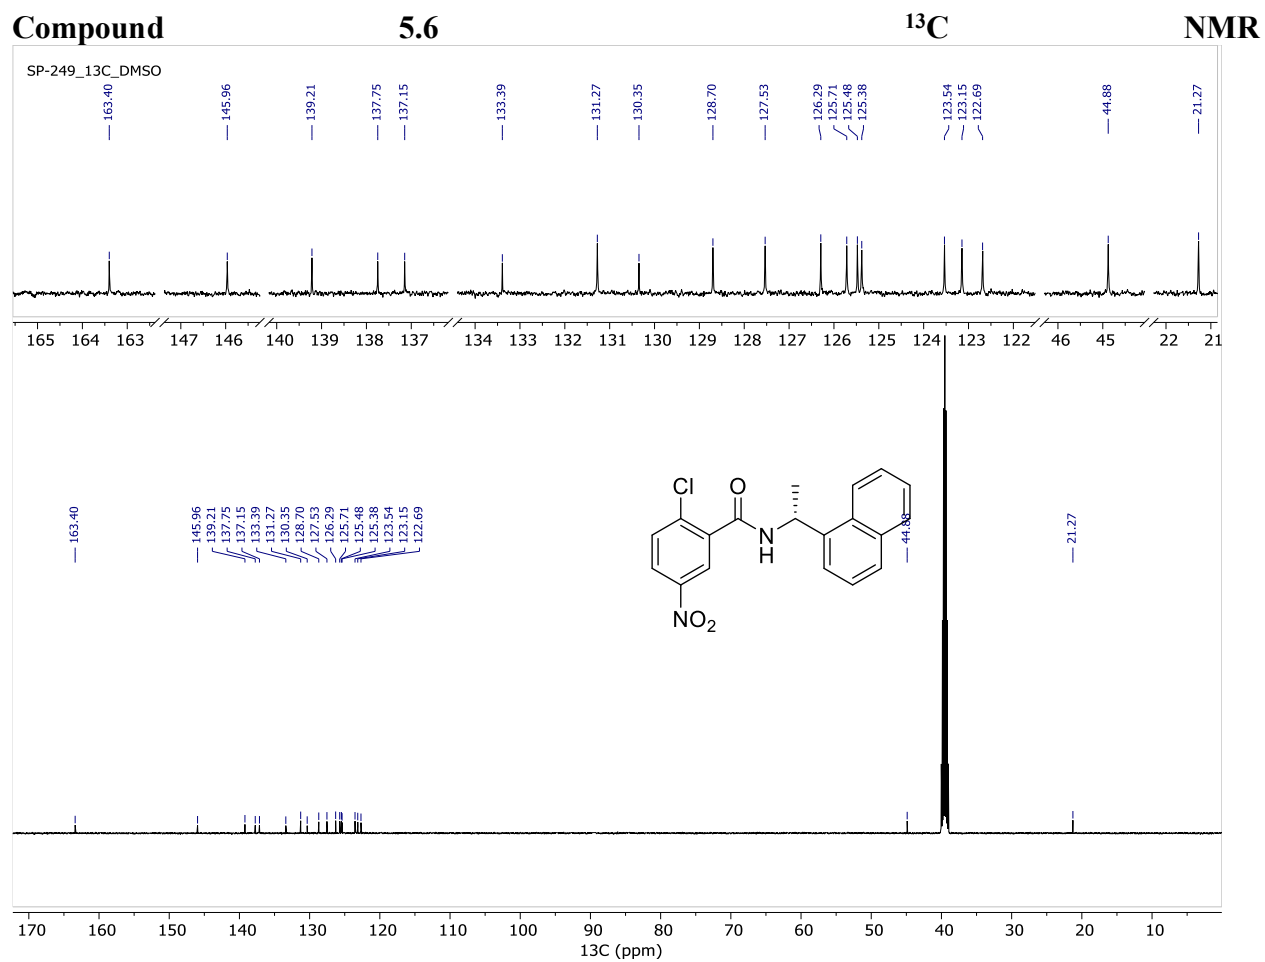 Compound 5.6 ¹³C NMR
SP-249_13C_DMSO
163.40 145.96 139.21 137.75 137.15 133.39 131.27 130.35 128.70 127.53 126.29 125.71 125.48 125.38 123.54 123.15 122.69 44.88 21.27
165 164 163 147 146 140 139 138 137 134 133 132 131 130 129 128 127 126 125 124 123 122 46 45 22 21
Cl
O
N
H
NO₂
163.40 145.96 139.21 137.75 137.15 133.39 131.27 130.35 128.70 127.53 126.29 125.71 125.48 125.38 123.54 123.15 122.69 44.88 21.27
170 160 150 140 130 120 110 100 90 80 70 60 50 40 30 20 10
13C (ppm)